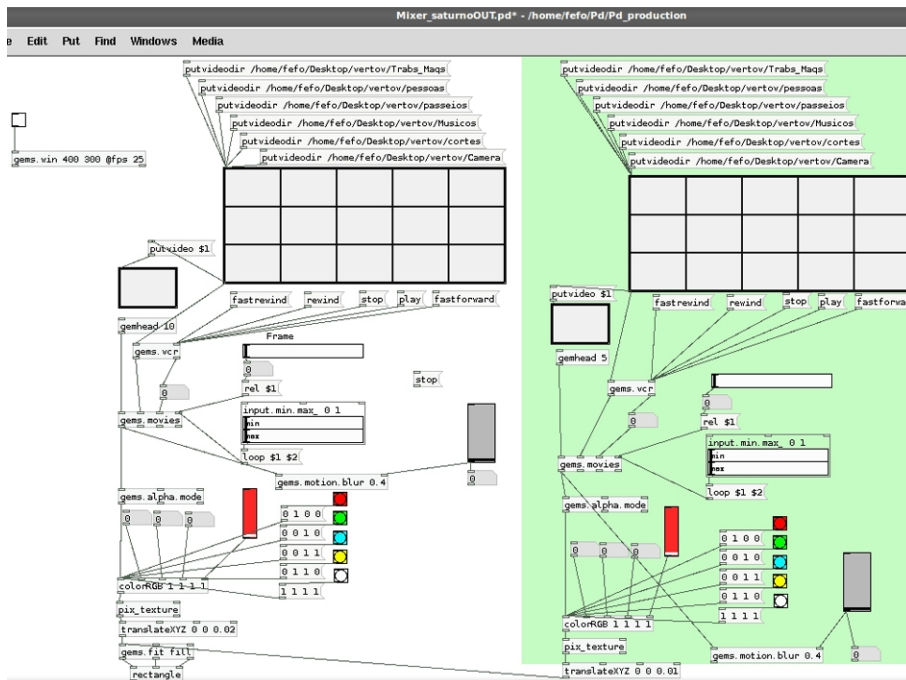 Mixer_saturnoOUT.pd* - /home/fefo/Pd/Pd_production
e Edit Put Find Windows Media
putvideodir /home/fefo/Desktop/vertov/Trabs_Maqs
putvideodir /home/fefo/Desktop/vertov/pessoas
putvideodir /home/fefo/Desktop/vertov/passeios
putvideodir /home/fefo/Desktop/vertov/Musicos
putvideodir /home/fefo/Desktop/vertov/cortes
putvideodir /home/fefo/Desktop/vertov/Camera
gems.win 400 300 @fps 25
putvideo $1
fastrewind
rewind
stop
play
fastforward
gemhead 10
gems.vcr
Frame
0
0
rel $1
stop
gems.movies
input.min.max_ 0 1
min
max
loop $1 $2
gems.motion.blur 0.4
0
gems.alpha.mode
0 0 0
0 1 0 0
0 0 1 0
0 0 1 1
0 1 1 0
1 1 1 1
colorRGB 1 1 1 1
pix_texture
translateXYZ 0 0 0.02
gems.fit fill
rectangle
putvideodir /home/fefo/Desktop/vertov/Trabs_Maqs
putvideodir /home/fefo/Desktop/vertov/pessoas
putvideodir /home/fefo/Desktop/vertov/passeios
putvideodir /home/fefo/Desktop/vertov/Musicos
putvideodir /home/fefo/Desktop/vertov/cortes
putvideodir /home/fefo/Desktop/vertov/Camera
putvideo $1
fastrewind
rewind
stop
play
fastforwa
gemhead 5
gems.vcr
0
0
rel $1
input.min.max_ 0 1
min
max
gems.movies
loop $1 $2
gems.alpha.mode
0 0 0
0 1 0 0
0 0 1 0
0 0 1 1
0 1 1 0
1 1 1 1
colorRGB 1 1 1 1
pix_texture
gems.motion.blur 0.4
0
translateXYZ 0 0 0.01